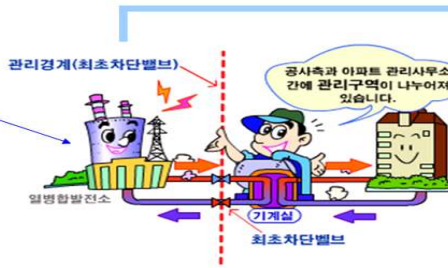 관리경계(최초차단밸브)
공사측과 아파트 관리사무소
간에 관리구역이 나누어져
있습니다.
열병합발전소
기계실
최초차단벨브